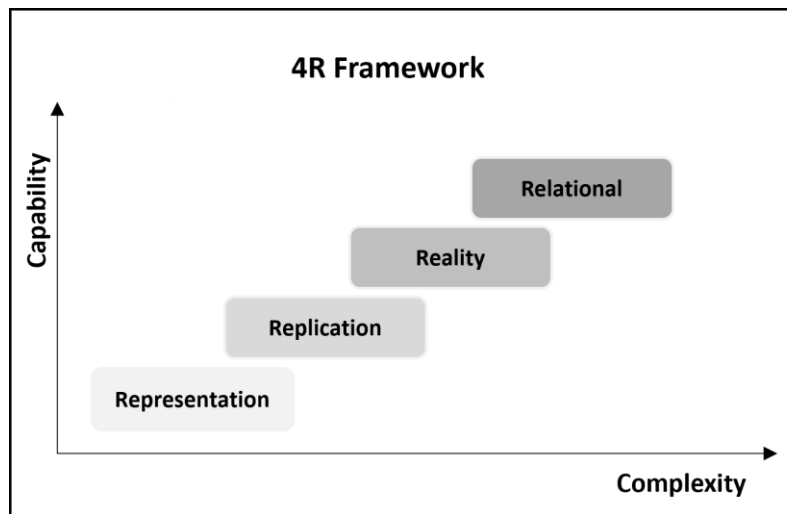 4R Framework
Capability
Relational
Reality
Replication
Representation
Complexity